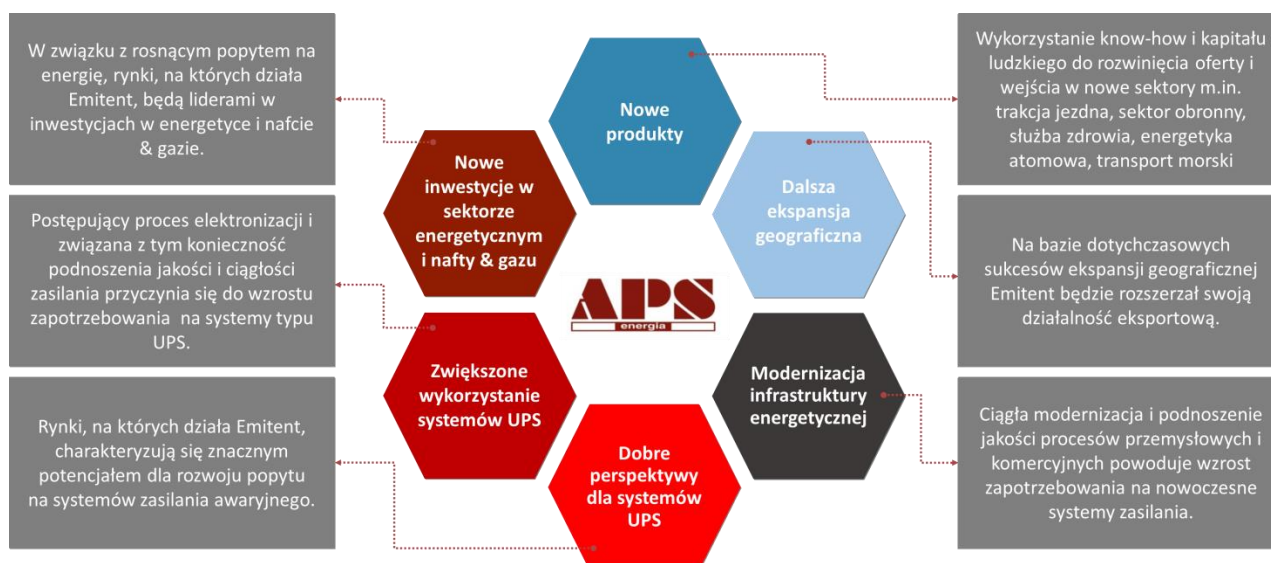 W związku z rosnącym popytem na
energię, rynki, na których działa
Emitent, będą liderami w
inwestycjach w energetyce i nafcie
& gazie.
Postępujący proces elektronizacji i
związana z tym konieczność
podnoszenia jakości i ciągłości
zasilania przyczynia się do wzrostu
zapotrzebowania na systemy typu
UPS.
Rynki, na których działa Emitent,
charakteryzują się znacznym
potencjałem dla rozwoju popytu
na systemów zasilania awaryjnego.
Nowe
produkty
Nowe
inwestycje w
sektorze
energetycznym
i nafty & gazu
Dalsza
ekspansja
geograficzna
APS
energia
Zwiększone
wykorzystanie
systemów UPS
Modernizacja
infrastruktury
energetycznej
Dobre
perspektywy
dla systemów
UPS
Wykorzystanie know-how i kapitału
ludzkiego do rozwinięcia oferty i
wejścia w nowe sektory m.in.
trakcja jezdna, sektor obronny,
służba zdrowia, energetyka
atomowa, transport morski
Na bazie dotychczasowych
sukcesów ekspansji geograficznej
Emitent będzie rozszerzał swoją
działalność eksportową.
Ciągła modernizacja i podnoszenie
jakości procesów przemysłowych i
komercyjnych powoduje wzrost
zapotrzebowania na nowoczesne
systemy zasilania.